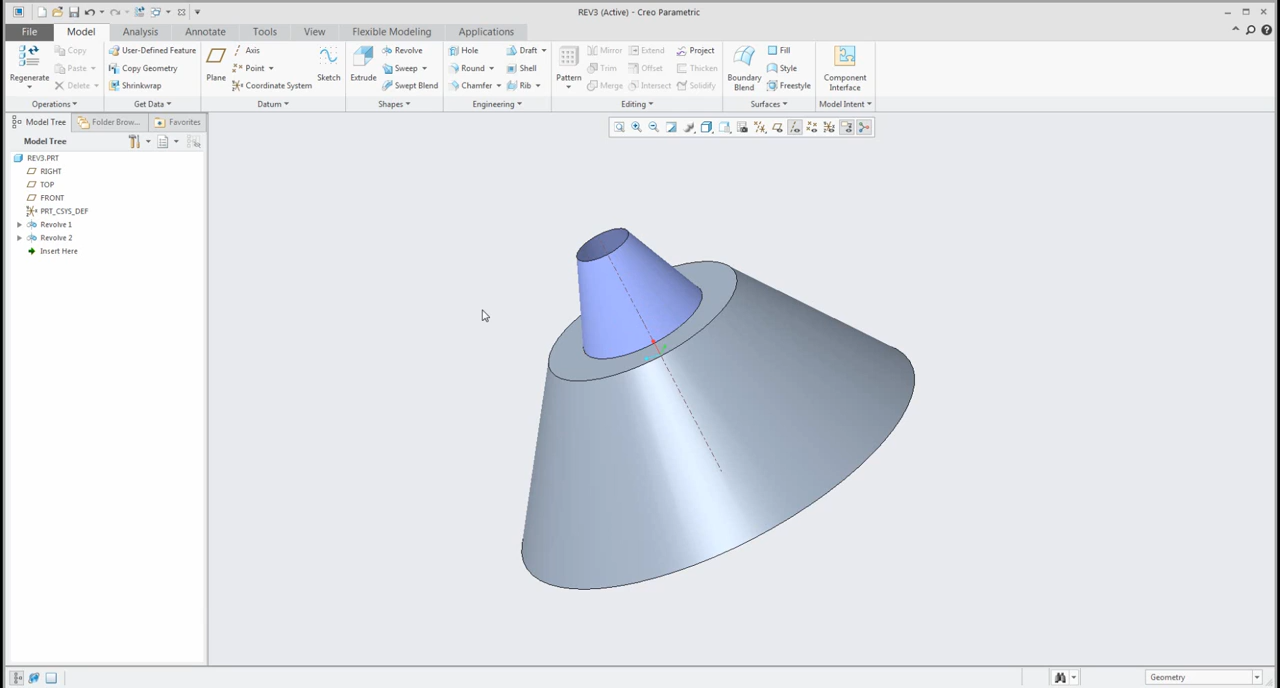 REV3 (Active) - Creo Parametric
File Model Analysis Annotate Tools View Flexible Modeling Applications
Regenerate
Copy
Paste
Delete
Operations
User-Defined Feature
Copy Geometry
Shrinkwrap
Get Data
Plane
Axis
Point
Coordinate System
Sketch
Datum
Extrude
Revolve
Sweep
Swept Blend
Shapes
Hole
Round
Chamfer
Draft
Shell
Rib
Engineering
Pattern
Mirror
Trim
Merge
Extend
Offset
Intersect
Project
Thicken
Solidify
Editing
Boundary
Blend
Fill
Style
Freestyle
Surfaces
Component
Interface
Model Intent
Model Tree Folder Brow... Favorites
Model Tree
REV3.PRT
RIGHT
TOP
FRONT
PRT_CSYS_DEF
Revolve 1
Revolve 2
Insert Here
Geometry